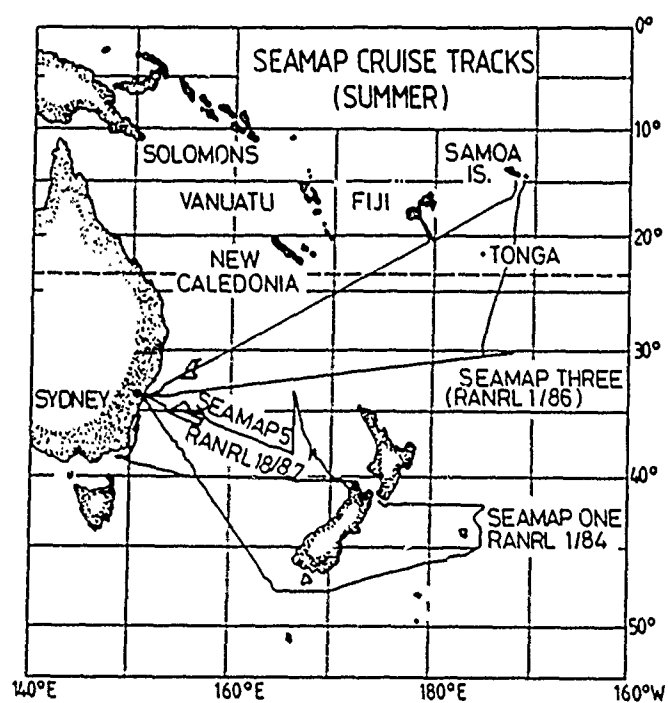 0°
SEAMAP CRUISE TRACKS
(SUMMER)
10°
SOLOMONS
SAMOA
IS.
VANUATU
FIJI
20°
TONGA
NEW
CALEDONIA
30°
SEAMAP THREE
(RANRL 1/86)
SYDNEY
SEAMAP5
RANRL 18/87
40°
SEAMAP ONE
RANRL 1/84
50°
140°E
160°E
180°E
160°W